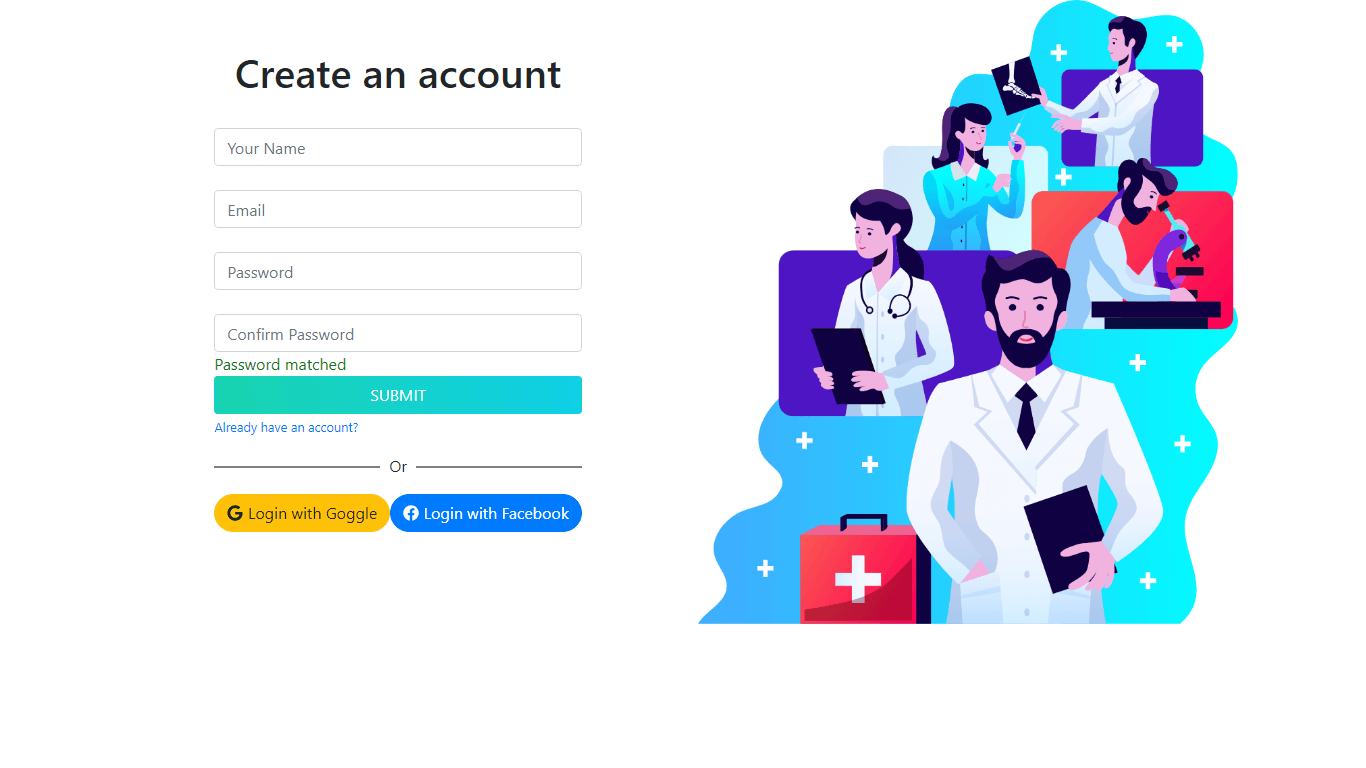 Create an account
Your Name
Email
Password
Confirm Password
Password matched
SUBMIT
Already have an account?
Or
Login with Goggle Login with Facebook